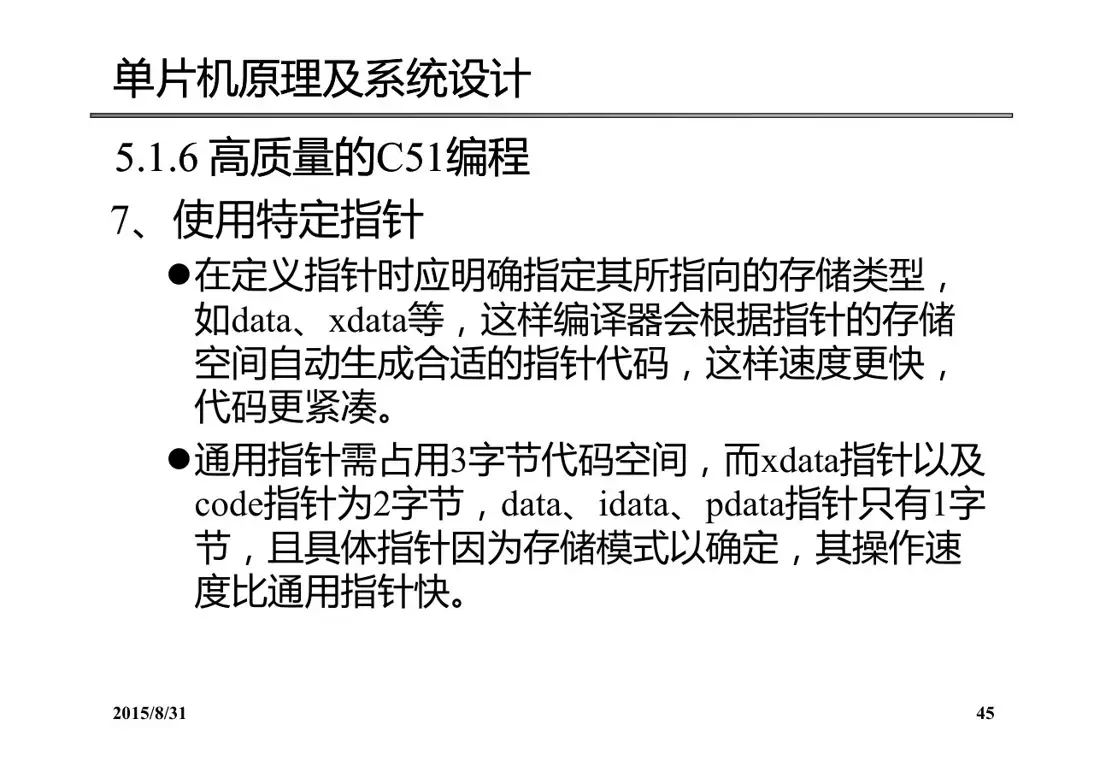 单片机原理及系统设计
5.1.6 高质量的C51编程
7、使用特定指针
●在定义指针时应明确指定其所指向的存储类型，
如data、xdata等，这样编译器会根据指针的存储
空间自动生成合适的指针代码，这样速度更快，
代码更紧凑。
●通用指针需占用3字节代码空间，而xdata指针以及
code指针为2字节，data、idata、pdata指针只有1字
节，且具体指针因为存储模式以确定，其操作速
度比通用指针快。
2015/8/31
45